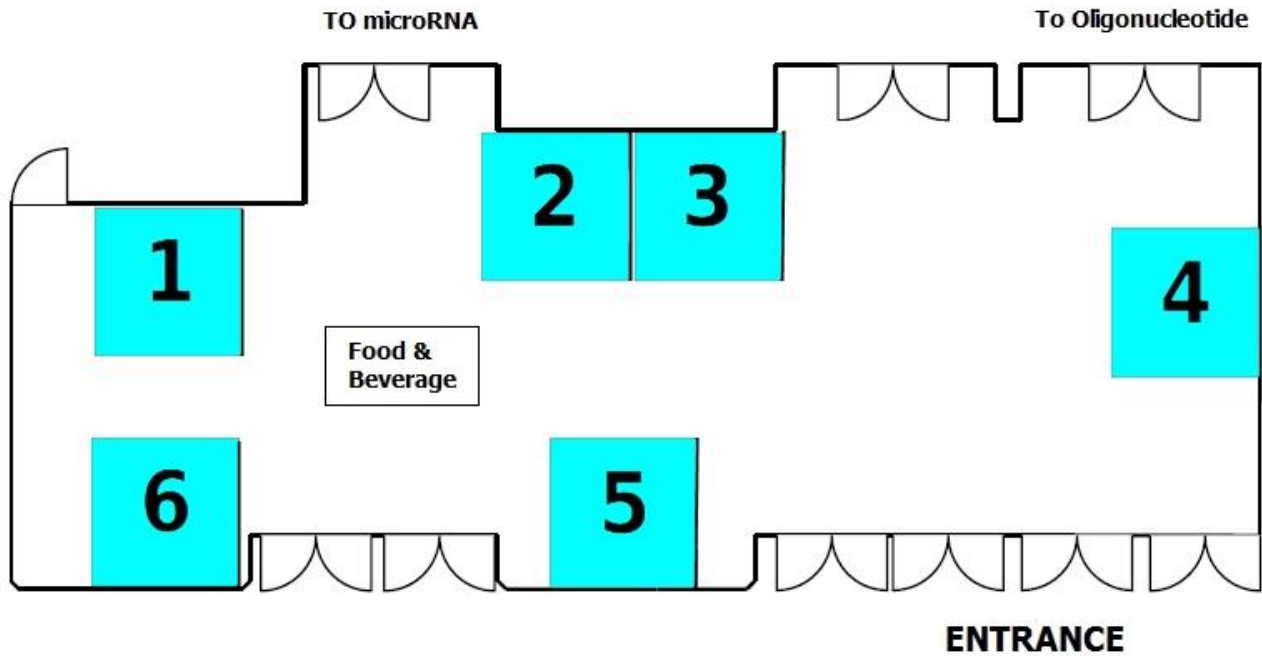 TO microRNA
To Oligonucleotide
2
3
1
4
Food &
Beverage
6
5
ENTRANCE